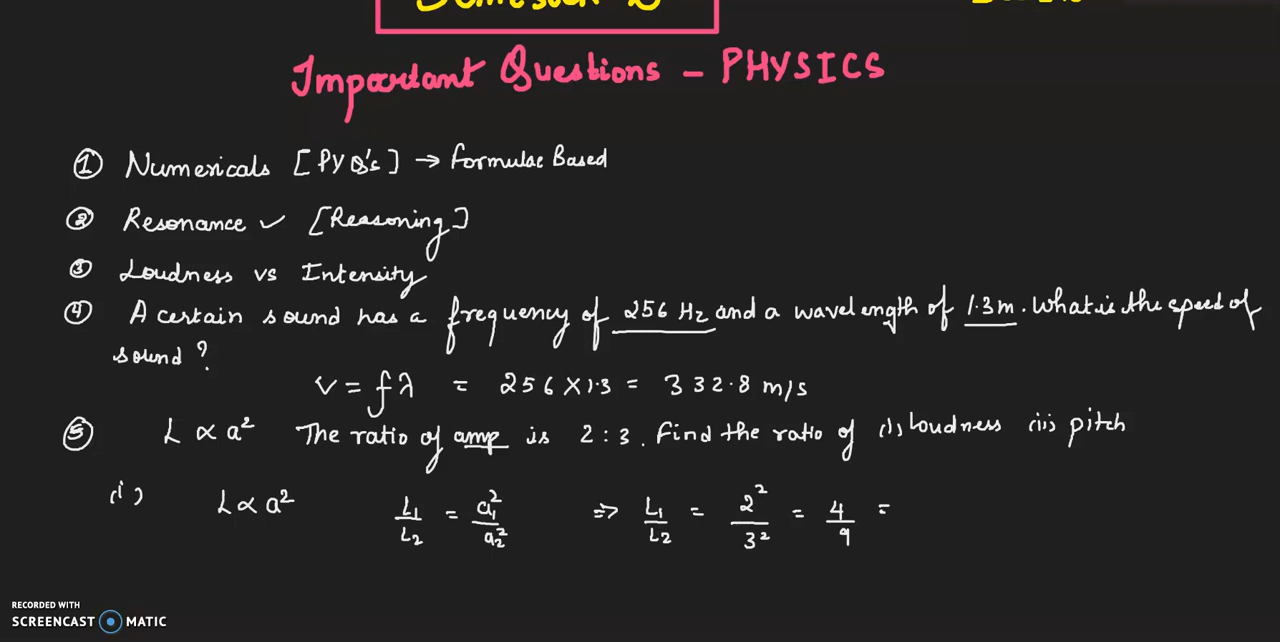 Important Questions - PHYSICS
① Numericals [PYQ's] → Formulae Based
② Resonance ✓ [Reasoning]
③ Loudness vs Intensity
④ A certain sound has a frequency of 256 Hz and a wavelength of 1.3m. What is the speed of
sound?
v = fλ = 256 × 1.3 = 332.8 m/s
⑤ L ∝ a² The ratio of amp is 2 : 3. Find the ratio of (i) loudness (ii) pitch
(i) L ∝ a² L₁/L₂ = a₁²/a₂² ⇒ L₁/L₂ = 2²/3² = 4/9 =
RECORDED WITH
SCREENCAST MATIC